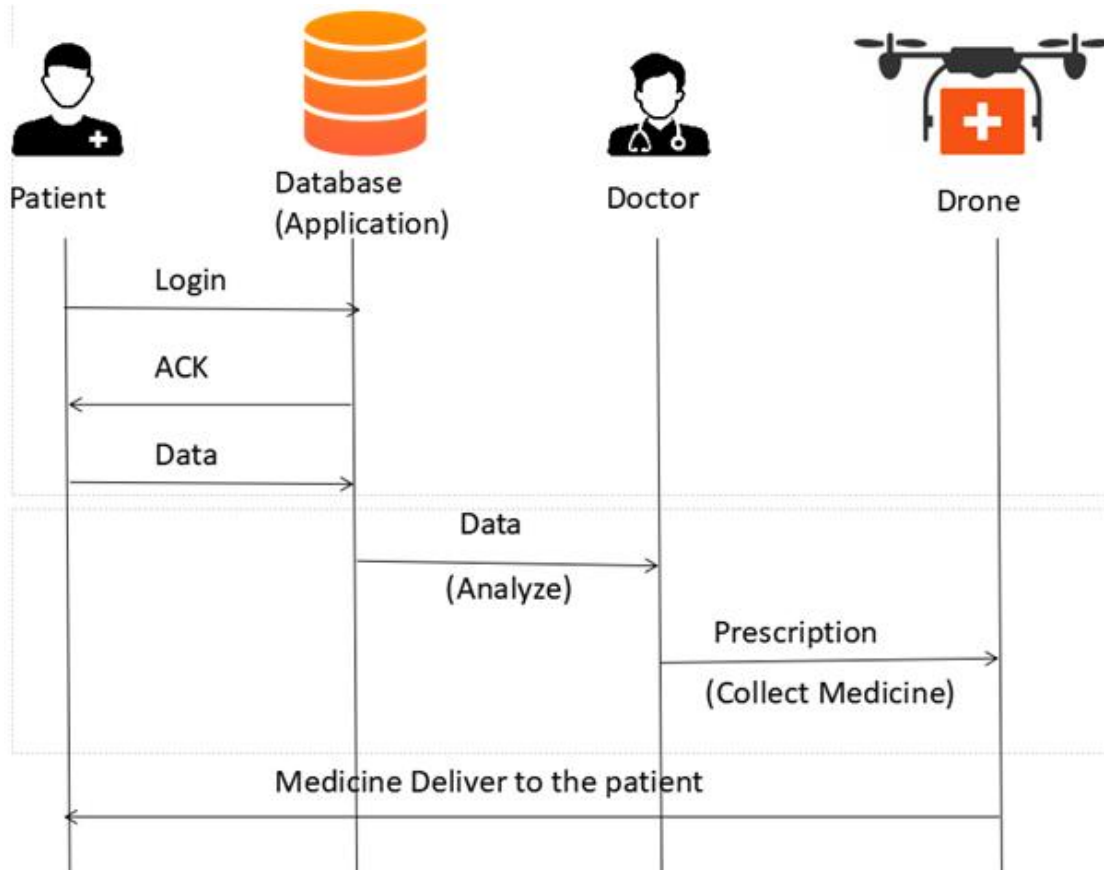 Patient
Database
(Application)
Doctor
Drone
Login
ACK
Data
Data
(Analyze)
Prescription
(Collect Medicine)
Medicine Deliver to the patient